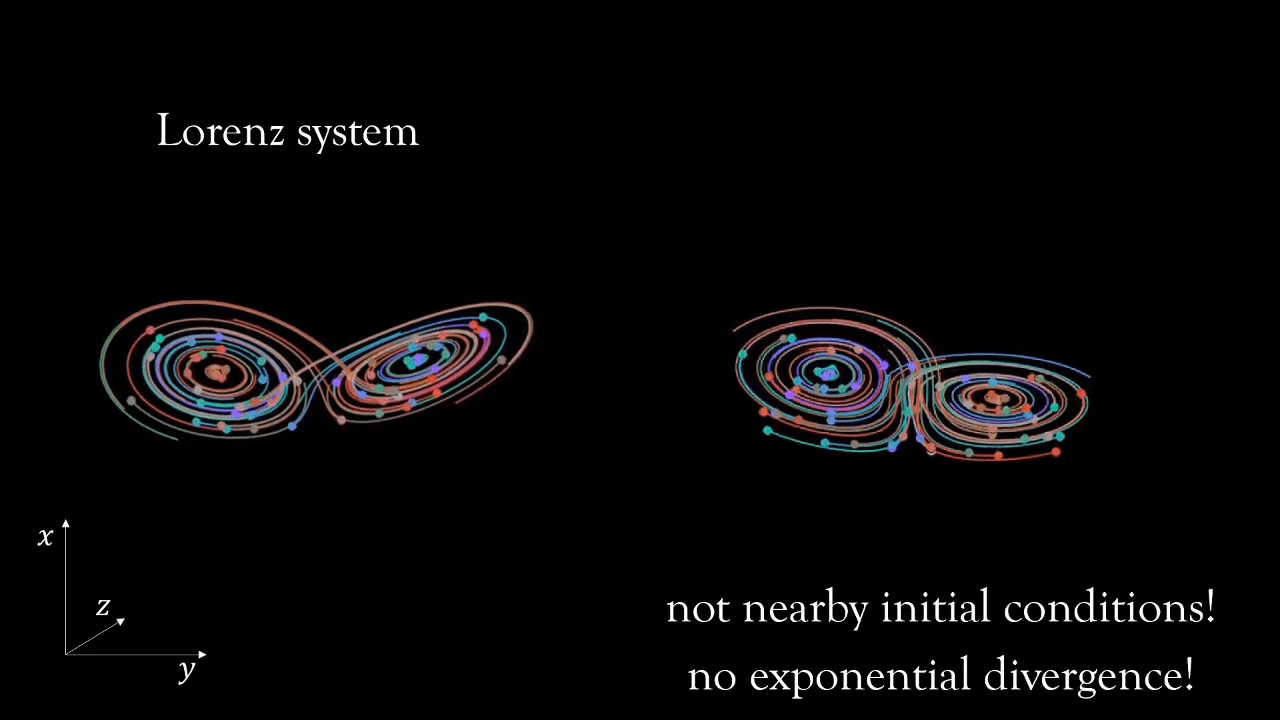 Lorenz system
x
z
y
not nearby initial conditions!
no exponential divergence!